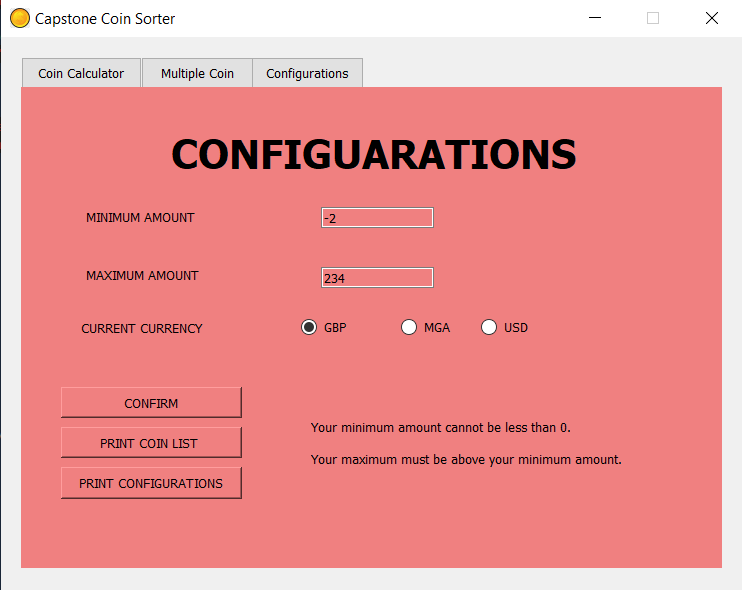 Capstone Coin Sorter
Coin Calculator Multiple Coin Configurations
CONFIGUARATIONS
MINIMUM AMOUNT -2
MAXIMUM AMOUNT 234
CURRENT CURRENCY GBP MGA USD
CONFIRM
Your minimum amount cannot be less than 0.
PRINT COIN LIST
Your maximum must be above your minimum amount.
PRINT CONFIGURATIONS